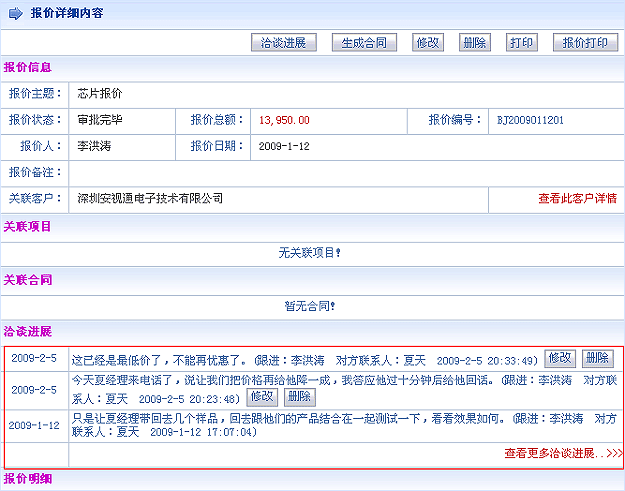 报价详细内容
洽谈进展 生成合同 修改 删除 打印 报价打印
报价信息
报价主题： 芯片报价
报价状态： 审批完毕 报价总额： 13,950.00 报价编号： BJ2009011201
报价人： 李洪涛 报价日期： 2009-1-12
报价备注：
关联客户： 深圳安视通电子技术有限公司 查看此客户详情
关联项目
无关联项目!
关联合同
暂无合同!
洽谈进展
2009-2-5 这已经是最低价了，不能再优惠了。(跟进：李洪涛 对方联系人：夏天 2009-2-5 20:33:49) 修改 删除
今天夏经理来电话了，说让我们把价格再给他降一成，我答应他过十分钟后给他回话。(跟进：李洪涛 对方联
2009-2-5 系人：夏天 2009-2-5 20:23:48) 修改 删除
2009-1-12 只是让夏经理带回去几个样品，回去跟他们的产品结合在一起测试一下，看看效果如何。(跟进：李洪涛 对方
联系人：夏天 2009-1-12 17:07:04)
查看更多洽谈进展..>>>
报价明细